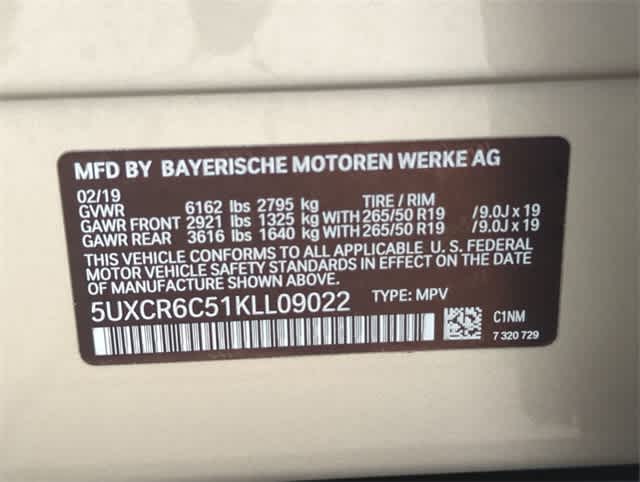 MFD BY BAYERISCHE MOTOREN WERKE AG
02/19 TIRE / RIM
GVWR 6162 lbs 2795 kg
GAWR FRONT 2921 lbs 1325 kg WITH 265/50 R19 /9.0J x 19
GAWR REAR 3616 lbs 1640 kg WITH 265/50 R19 /9.0J x 19
THIS VEHICLE CONFORMS TO ALL APPLICABLE U. S. FEDERAL
MOTOR VEHICLE SAFETY STANDARDS IN EFFECT ON THE DATE
OF MANUFACTURE SHOWN ABOVE.
5UXCR6C51KLL09022 TYPE: MPV
C1NM
7 320 729